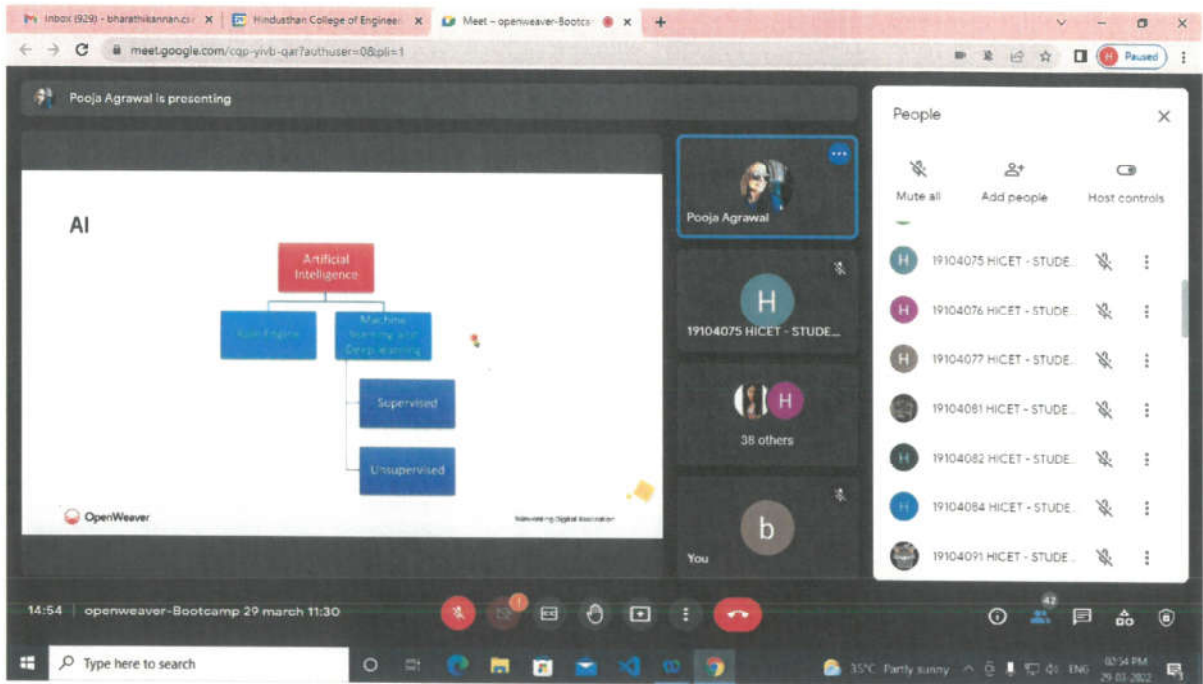 Inbox (929) - bharathikannan.cs
Hindusthan College of Engineer
Meet – openweaver-Bootca
meet.google.com/cqp-yivb-qar?authuser=0&pli=1
Paused
Pooja Agrawal is presenting
AI
Artificial
Intelligence
Machine
learning and
Deep learning
Supervised
Unsupervised
OpenWeaver
Pooja Agrawal
H
19104075 HICET - STUDE...
H
38 others
b
You
People
Mute all
Add people
Host controls
H
19104075 HICET - STUDE...
H
19104076 HICET - STUDE...
H
19104077 HICET - STUDE...
19104081 HICET - STUDE...
H
19104082 HICET - STUDE...
H
19104084 HICET - STUDE...
19104091 HICET - STUDE...
14:54 | openweaver-Bootcamp 29 march 11:30
42
Type here to search
35°C Partly sunny
ENG
02:54 PM
29-03-2022